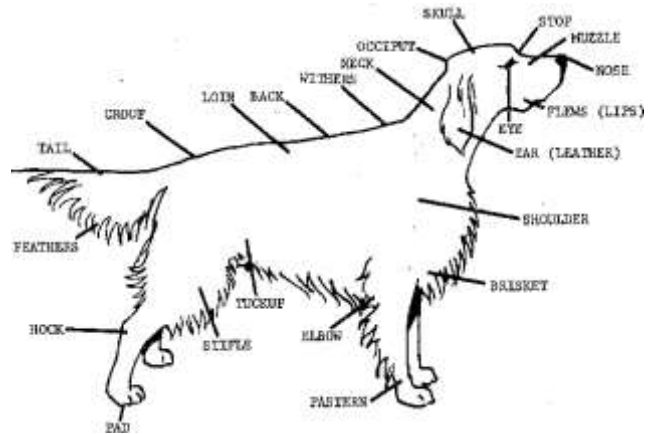 SKULL
STOP
MUZZLE
OCCIPUT
NECK
NOSE
WITHERS
BACK
LOIN
CROUP
TAIL
EYE
FLEWS (LIPS)
EAR (LEATHER)
SHOULDER
FEATHERS
BRISKET
TUCKUP
HOCK
STIFLE
ELBOW
PASTERN
PAD